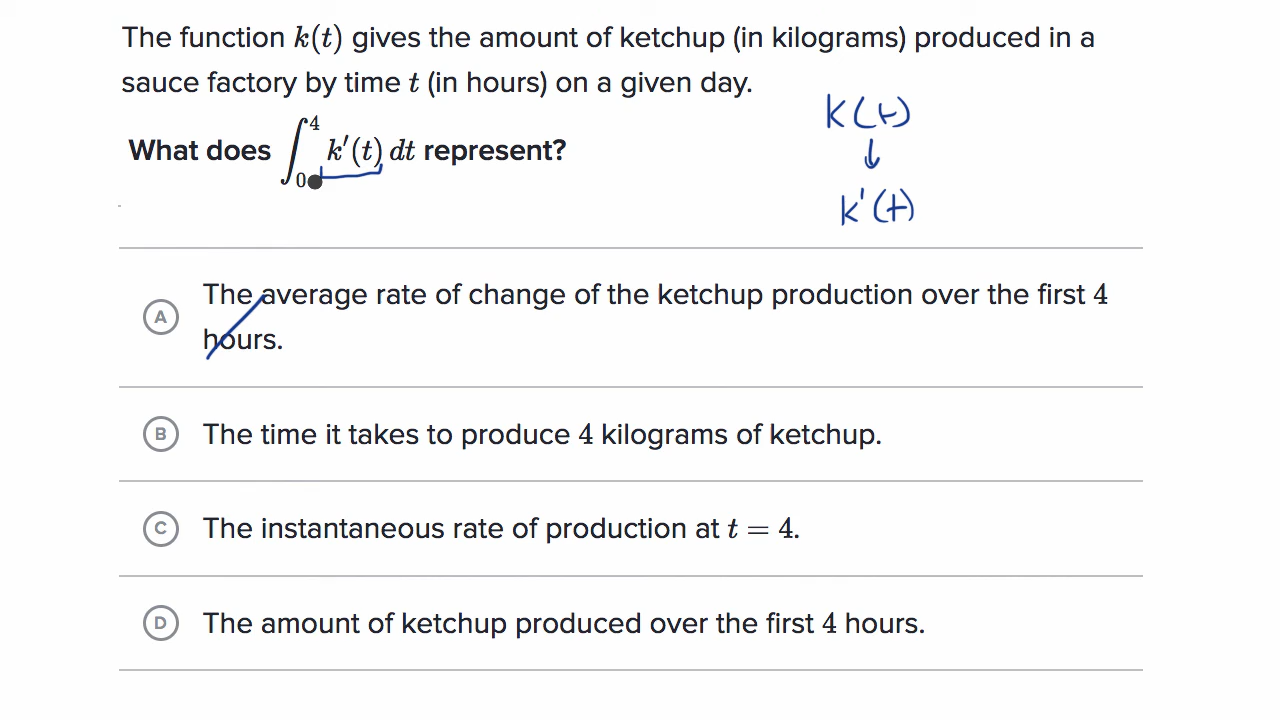 The function k(t) gives the amount of ketchup (in kilograms) produced in a
sauce factory by time t (in hours) on a given day.
k(t)
What does ∫₀⁴ k′(t) dt represent?
↓
k'(t)
A The average rate of change of the ketchup production over the first 4
hours.
B The time it takes to produce 4 kilograms of ketchup.
C The instantaneous rate of production at t = 4.
D The amount of ketchup produced over the first 4 hours.